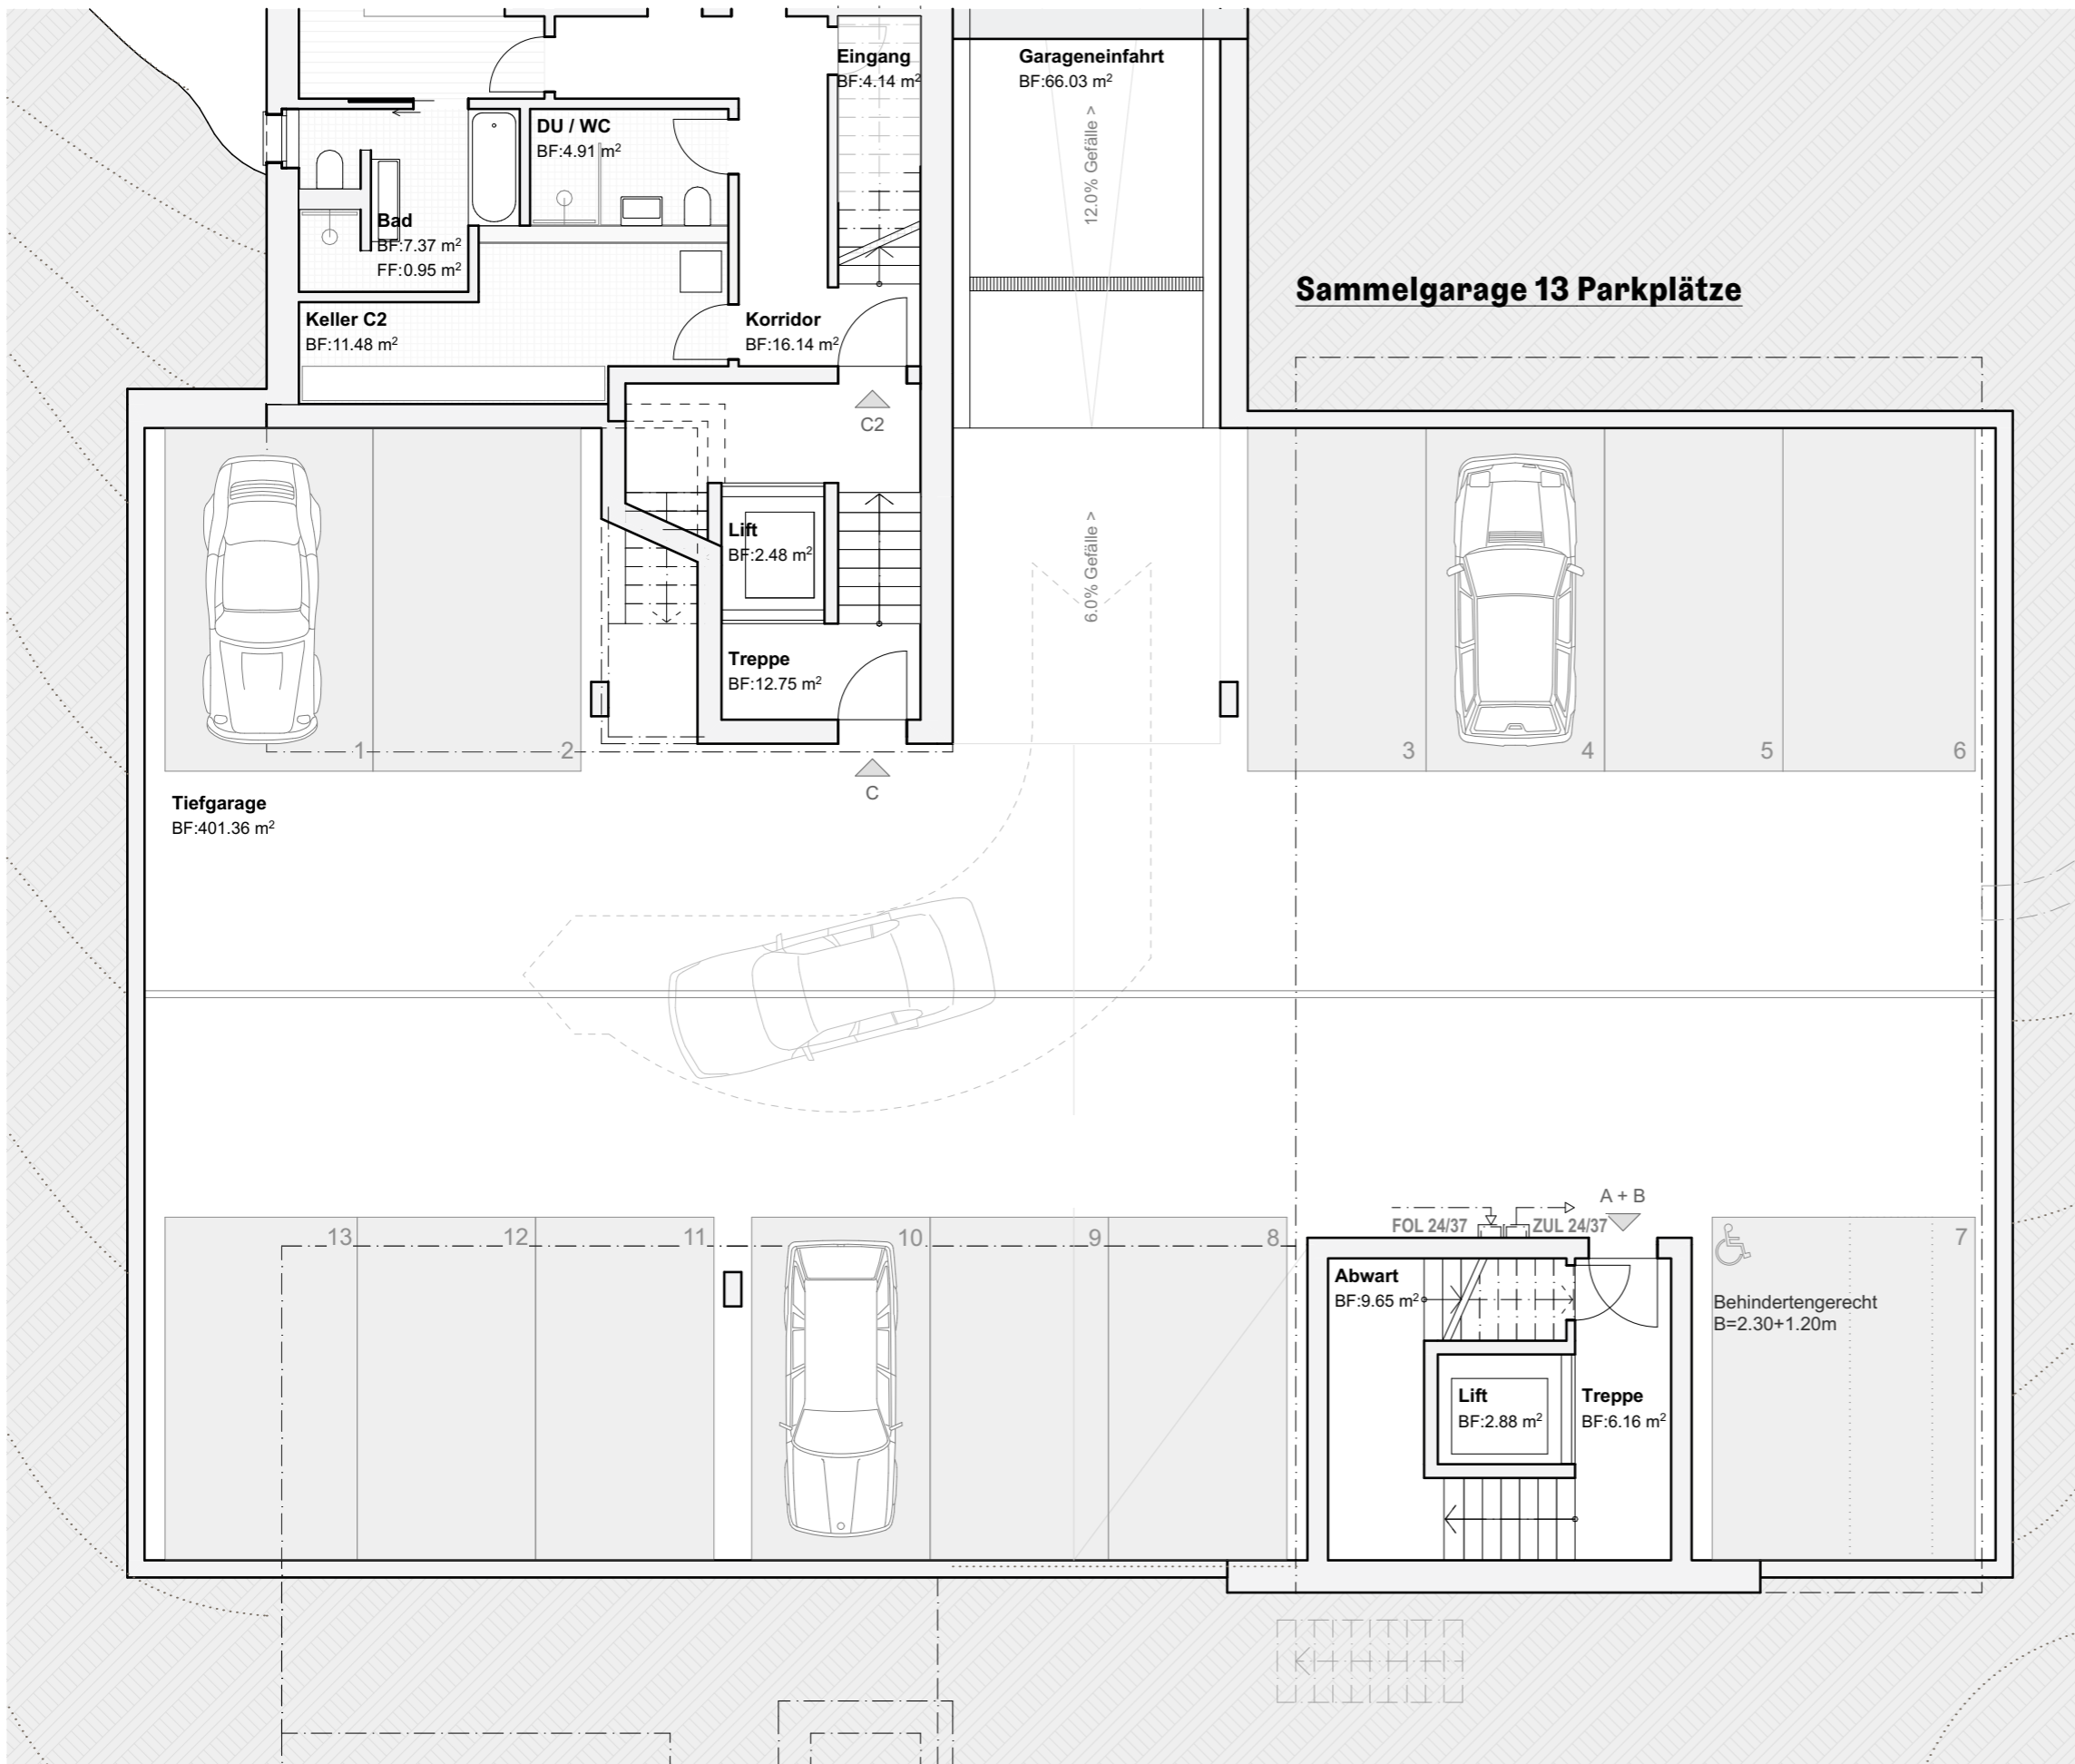 Eingang
BF:4.14 m²
Garageneinfahrt
BF:66.03 m²
12.0% Gefälle >
DU / WC
BF:4.91 m²
Bad
BF:7.37 m²
FF:0.95 m²
Sammelgarage 13 Parkplätze
Keller C2
BF:11.48 m²
Korridor
BF:16.14 m²
C2
Lift
BF:2.48 m²
6.0% Gefälle >
Treppe
BF:12.75 m²
1
2
3
4
5
6
C
Tiefgarage
BF:401.36 m²
A + B
FOL 24/37
ZUL 24/37
13
12
11
10
9
8
7
Abwart
BF:9.65 m²
Behindertengerecht
B=2.30+1.20m
Lift
BF:2.88 m²
Treppe
BF:6.16 m²